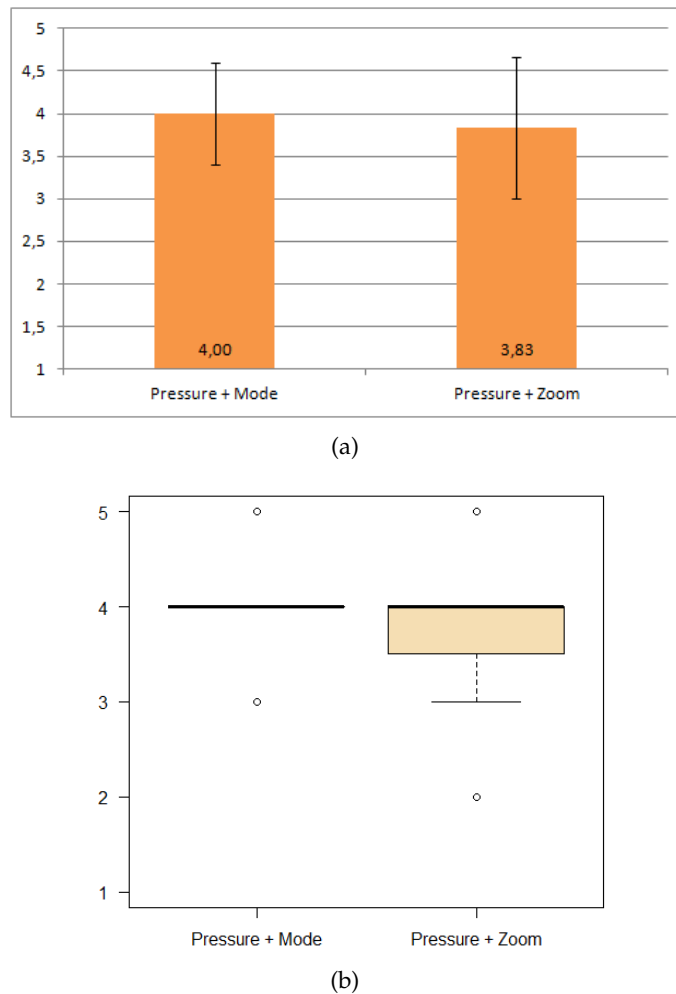 5
4,5
4
3,5
3
2,5
2
1,5
1
4,00
3,83
Pressure + Mode
Pressure + Zoom
(a)
5
4
3
2
1
Pressure + Mode
Pressure + Zoom
(b)